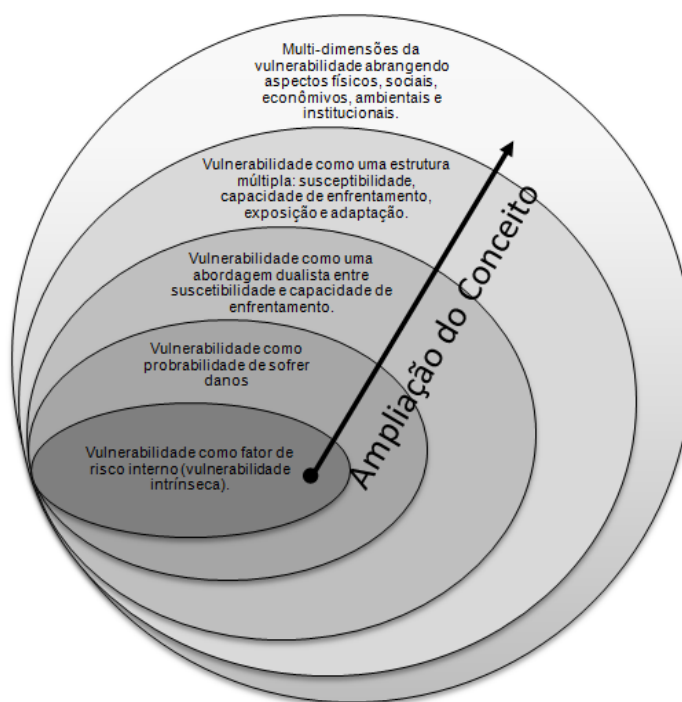 Multi-dimensões da
vulnerabilidade abrangendo
aspectos físicos, sociais,
econômivos, ambientais e
institucionais.
Vulnerabilidade como uma estrutura
múltipla: susceptibilidade,
capacidade de enfrentamento,
exposição e adaptação.
Vulnerabilidade como uma
abordagem dualista entre
suscetibilidade e capacidade de
enfrentamento.
Vulnerabilidade como
probrabilidade de sofrer
danos
Vulnerabilidade como fator de
risco interno (vulnerabilidade
intrínseca).
Ampliação do Conceito